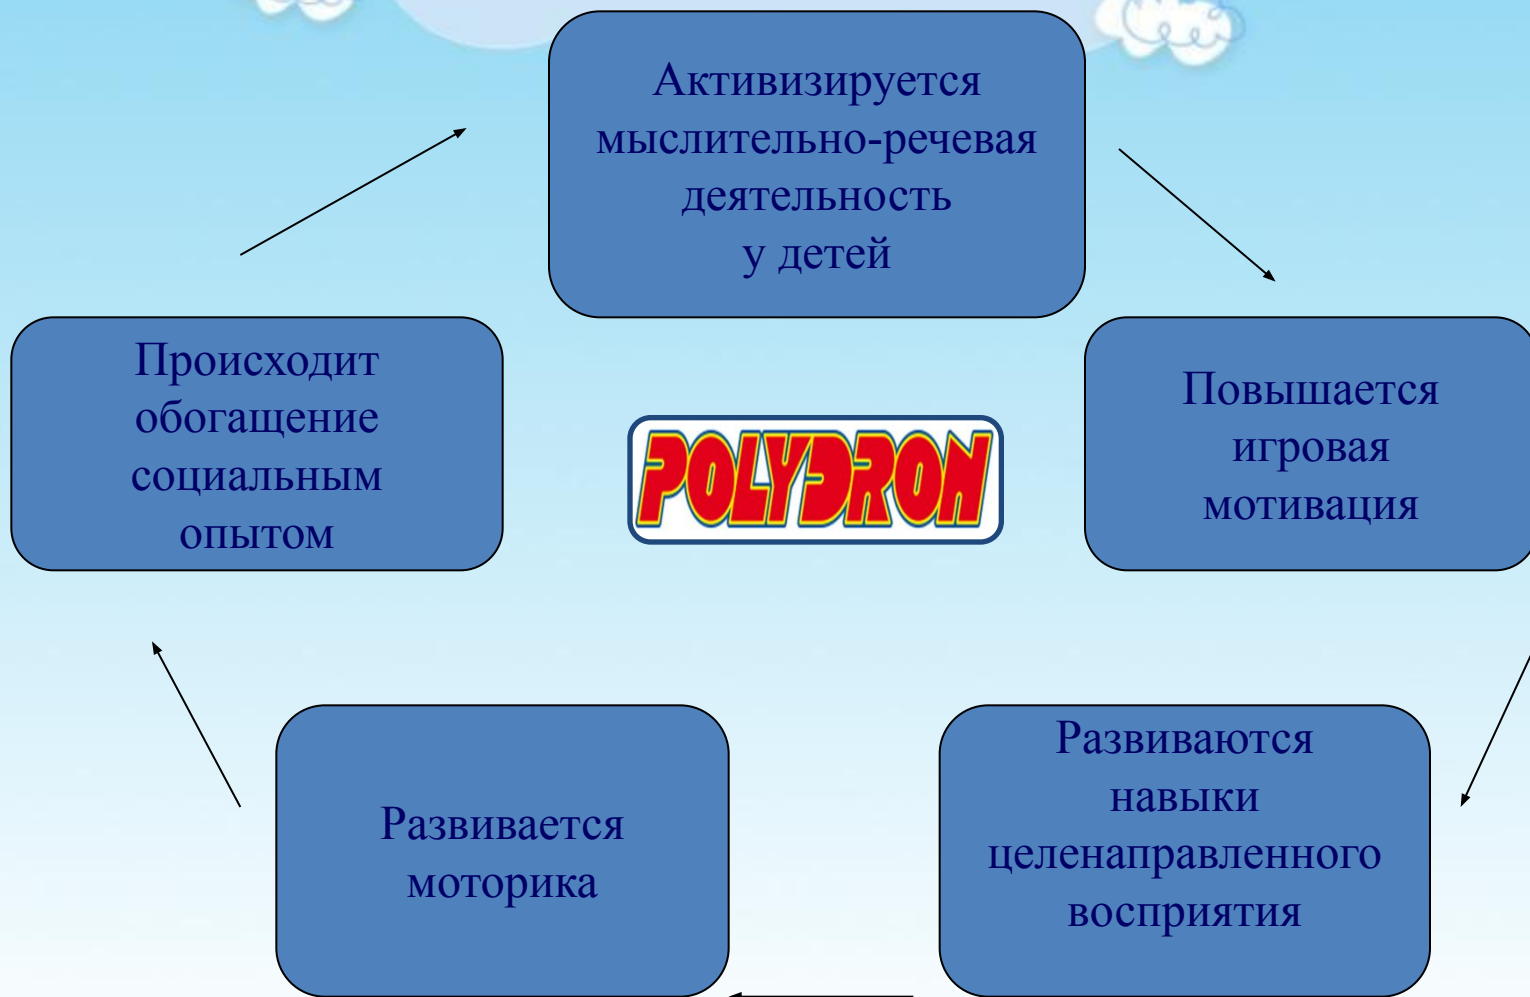 Активизируется
мыслительно-речевая
деятельность
у детей
Происходит
обогащение
социальным
опытом
POLYDRON
Повышается
игровая
мотивация
Развивается
моторика
Развиваются
навыки
целенаправленного
восприятия